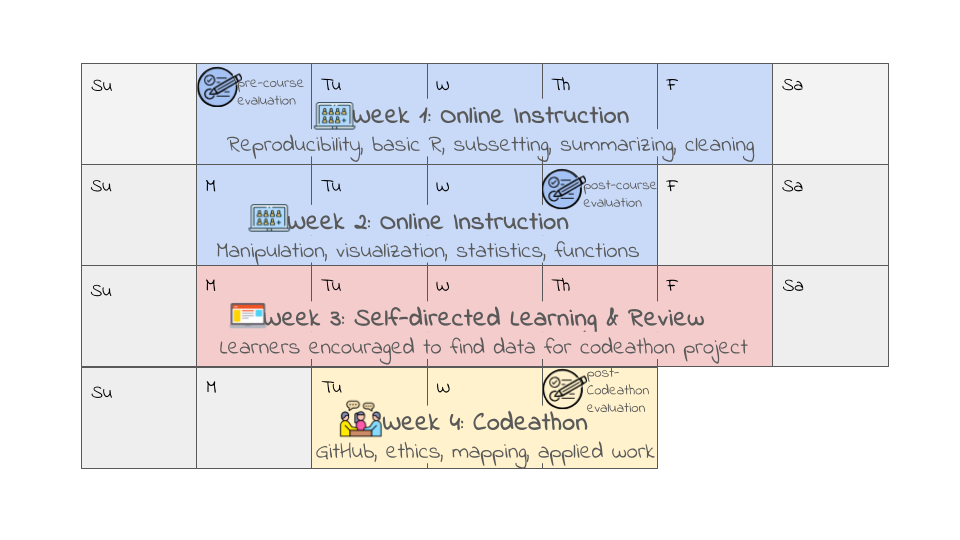 Su
pre-course
evaluation
Tu
W
Th
F
Sa
Week 1: Online Instruction
Reproducibility, basic R, subsetting, summarizing, cleaning
Su
M
Tu
W
post-course
evaluation
F
Sa
Week 2: Online Instruction
Manipulation, visualization, statistics, functions
Su
M
Tu
W
Th
F
Sa
Week 3: Self-directed Learning & Review
Learners encouraged to find data for codeathon project
Su
M
Tu
W
post-
Codeathon
evaluation
Week 4: Codeathon
GitHub, ethics, mapping, applied work